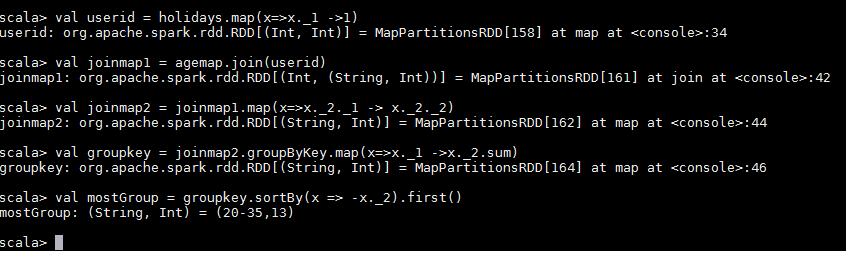 scala> val userid = holidays.map(x=>x._1 ->1)
userid: org.apache.spark.rdd.RDD[(Int, Int)] = MapPartitionsRDD[158] at map at <console>:34
scala> val joinmap1 = agemap.join(userid)
joinmap1: org.apache.spark.rdd.RDD[(Int, (String, Int))] = MapPartitionsRDD[161] at join at <console>:42
scala> val joinmap2 = joinmap1.map(x=>x._2._1 -> x._2._2)
joinmap2: org.apache.spark.rdd.RDD[(String, Int)] = MapPartitionsRDD[162] at map at <console>:44
scala> val groupkey = joinmap2.groupByKey.map(x=>x._1 ->x._2.sum)
groupkey: org.apache.spark.rdd.RDD[(String, Int)] = MapPartitionsRDD[164] at map at <console>:46
scala> val mostGroup = groupkey.sortBy(x => -x._2).first()
mostGroup: (String, Int) = (20-35,13)
scala>